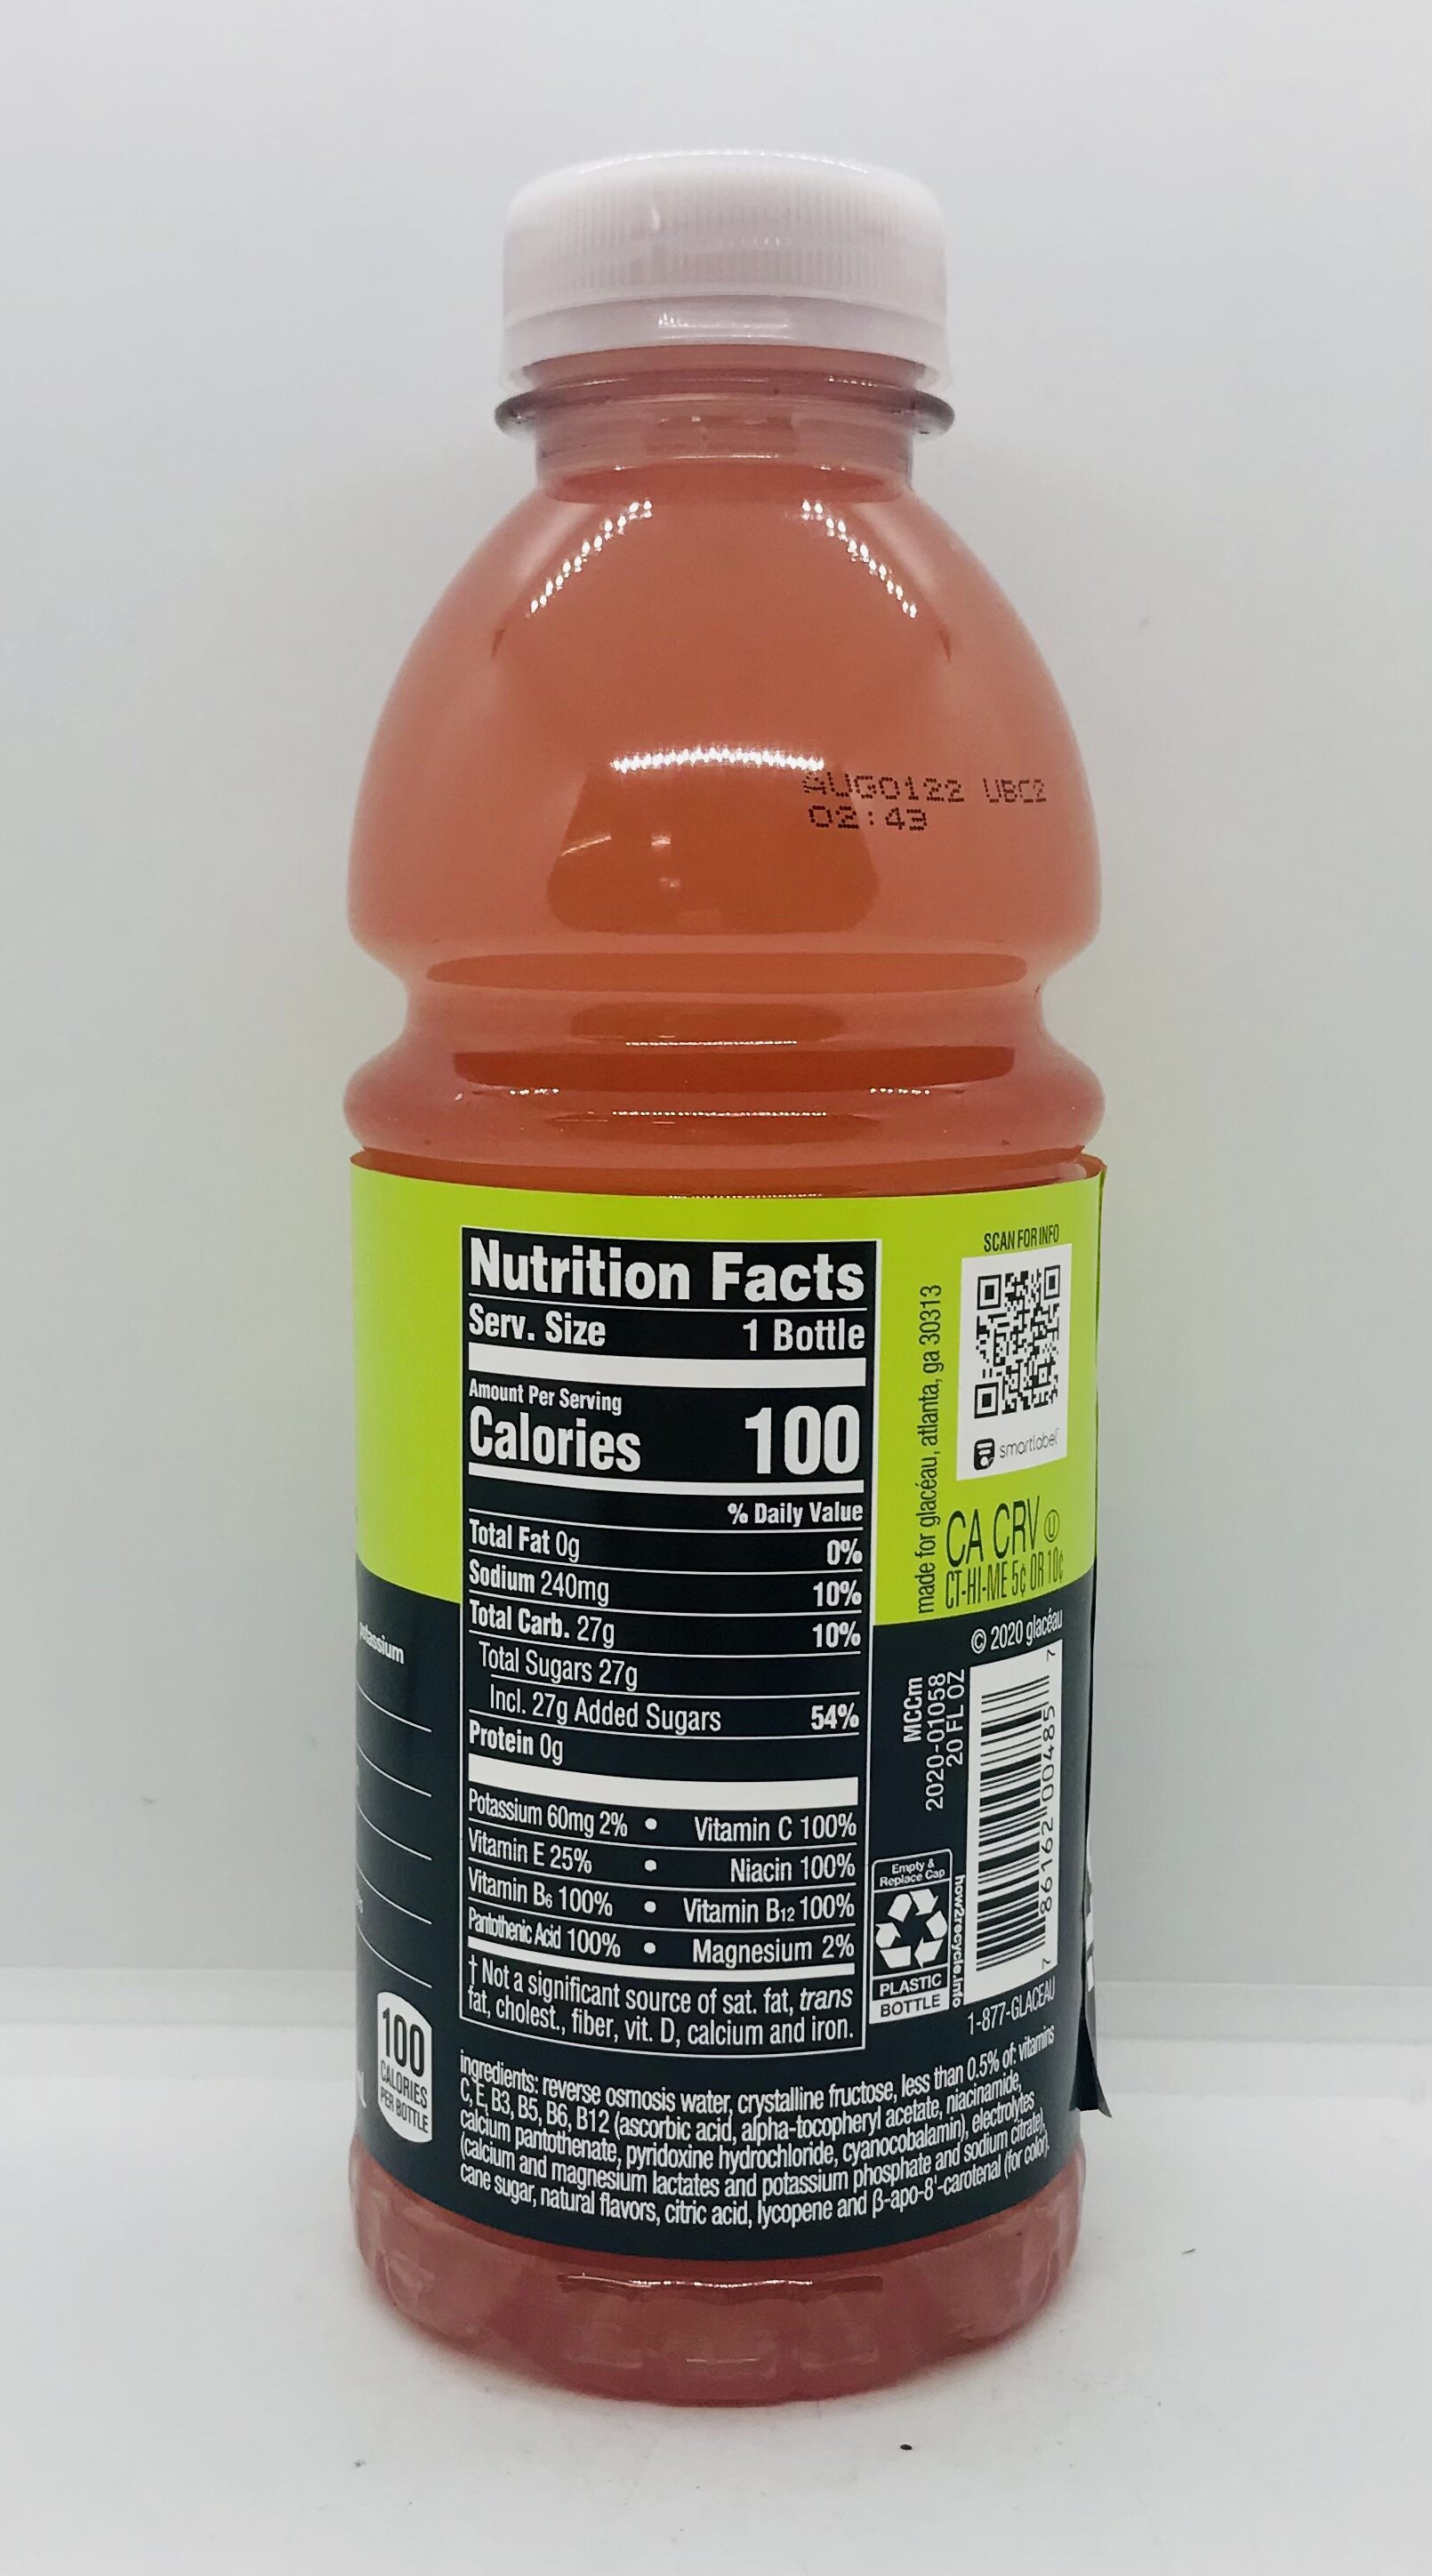 AUG0122 UBC2
02:43
Nutrition Facts
Serv. Size 1 Bottle
Amount Per Serving
Calories 100
% Daily Value
Total Fat 0g 0%
Sodium 240mg 10%
Total Carb. 27g 10%
Total Sugars 27g
Incl. 27g Added Sugars 54%
Protein 0g
Potassium 60mg 2% • Vitamin C 100%
Vitamin E 25% • Niacin 100%
Vitamin B6 100% • Vitamin B12 100%
Pantothenic Acid 100% • Magnesium 2%
† Not a significant source of sat. fat, trans
fat, cholest., fiber, vit. D, calcium and iron.
ingredients: reverse osmosis water, crystalline fructose, less than 0.5% of: vitamins
C, E, B3, B5, B6, B12 (ascorbic acid, alpha-tocopheryl acetate, niacinamide,
calcium pantothenate, pyridoxine hydrochloride, cyanocobalamin), electrolytes
(calcium and magnesium lactates and potassium phosphate and sodium citrate),
cane sugar, natural flavors, citric acid, lycopene and β-apo-8'-carotenal (for color).
SCAN FOR INFO
smartlabel
made for glacéau, atlanta, ga 30313
CA CRV U
CT-HI-ME 5¢ OR 10¢
© 2020 glacéau
MCCm
2020-01058
20 FL OZ
7 86162 00485 7
Empty &
Replace Cap
PLASTIC
BOTTLE
how2recycle.info
1-877-GLACEAU
potassium
100
CALORIES
PER BOTTLE